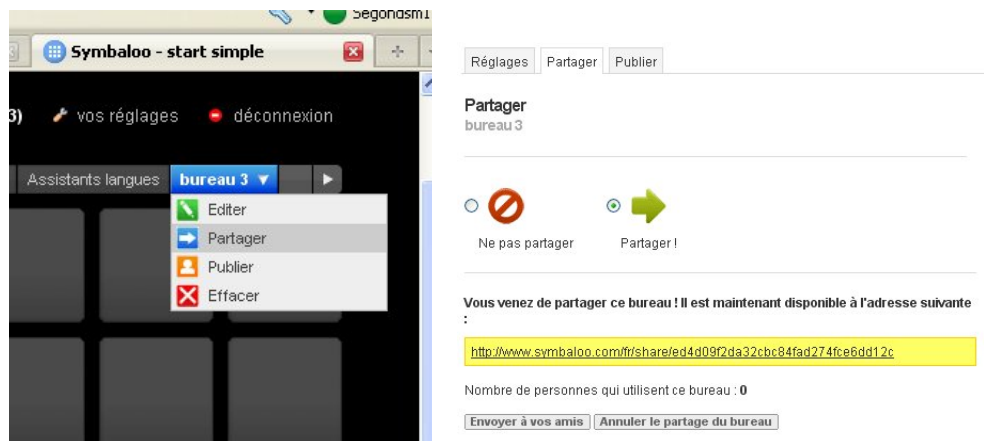 Segondsm1
Symbaloo - start simple
3) vos réglages déconnexion
Assistants langues bureau 3
Editer
Partager
Publier
Effacer
Réglages Partager Publier
Partager
bureau 3
Ne pas partager Partager !
Vous venez de partager ce bureau ! Il est maintenant disponible à l'adresse suivante
:
http://www.symbaloo.com/fr/share/ed4d09f2da32cbc84fad274fce6dd12c
Nombre de personnes qui utilisent ce bureau : 0
Envoyer à vos amis Annuler le partage du bureau